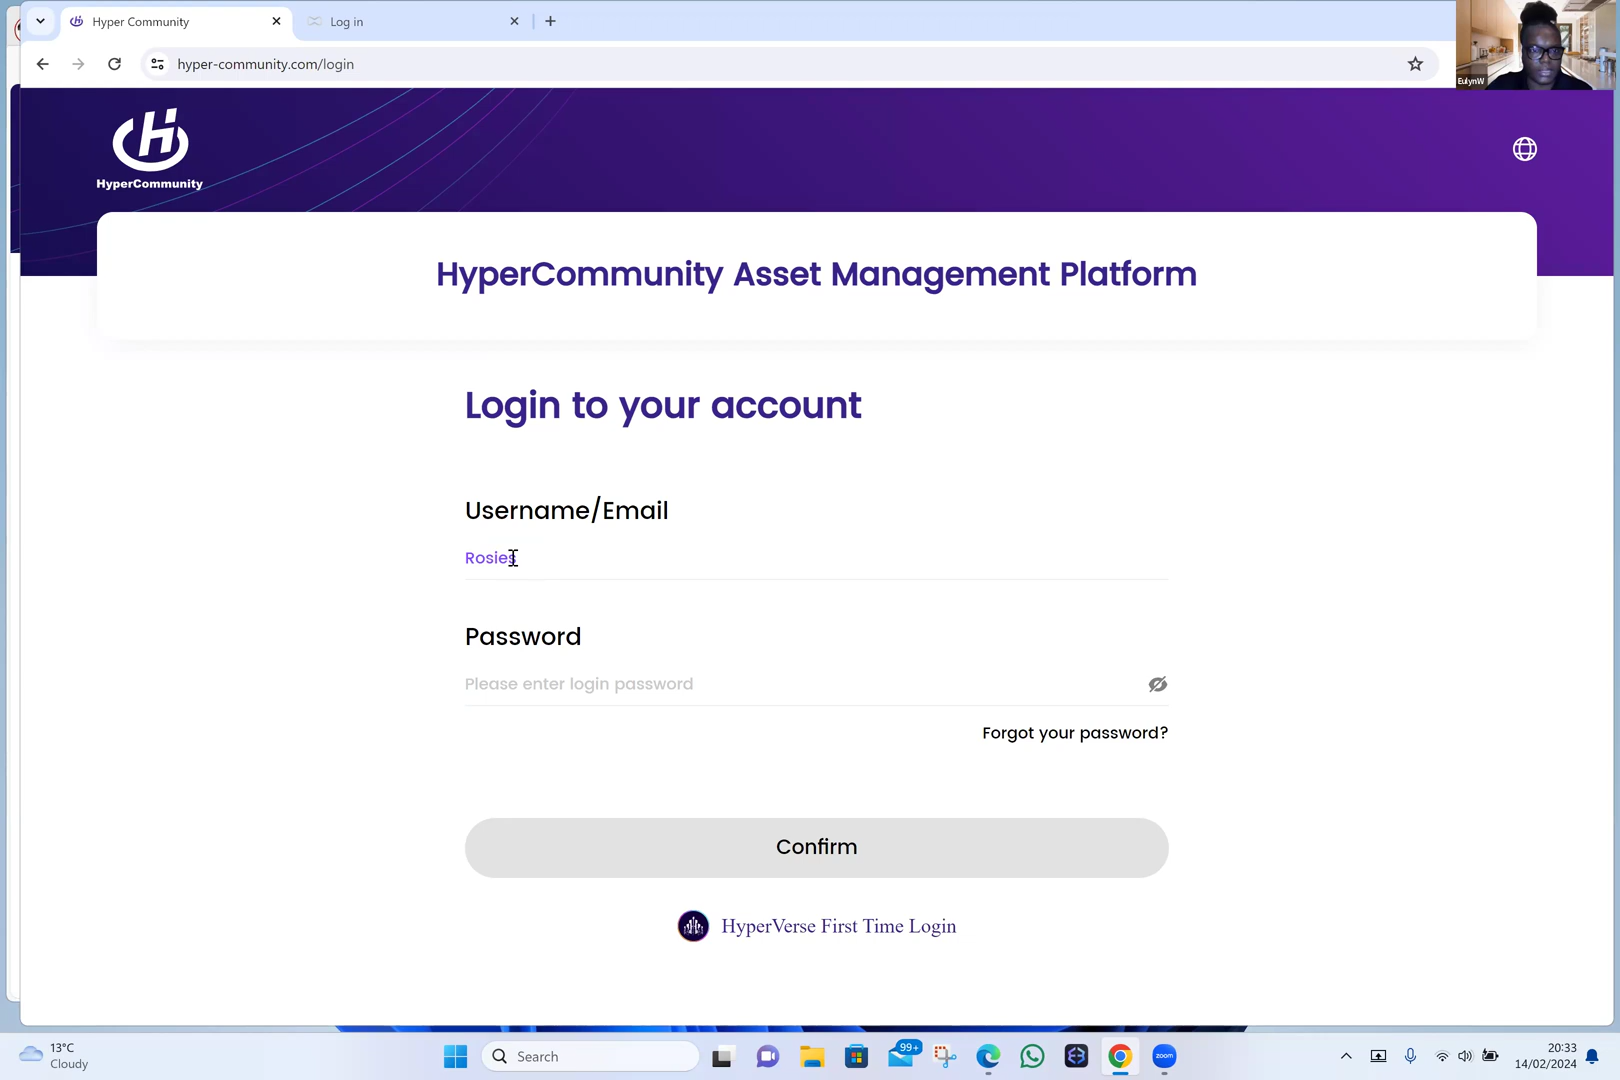 Hyper Community
Log in
hyper-community.com/login
EulynW
HyperCommunity
HyperCommunity Asset Management Platform
Login to your account
Username/Email
Rosies
Password
Please enter login password
Forgot your password?
Confirm
HyperVerse First Time Login
13°C
Cloudy
Search
99+
zoom
20:33
14/02/2024